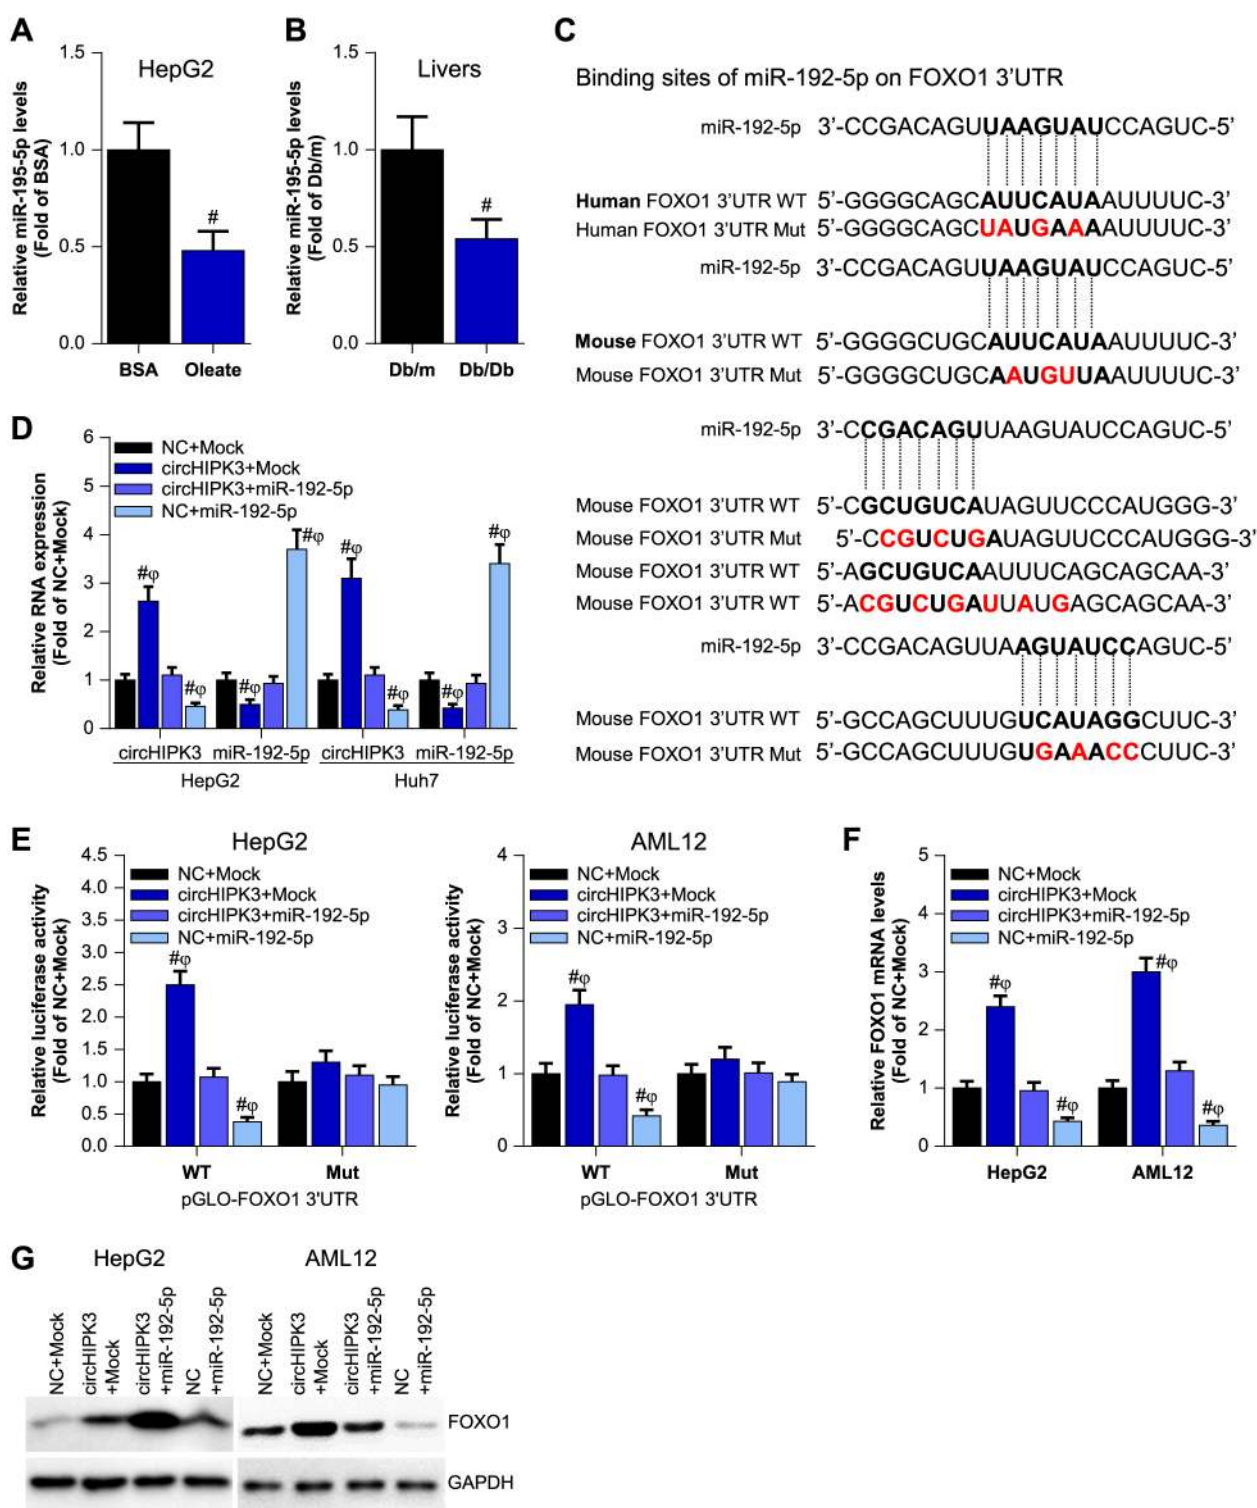 A
B
C
1.5
1.0
0.5
0.0
Relative miR-195-5p levels
(Fold of BSA)
HepG2
#
BSA Oleate
1.5
1.0
0.5
0.0
Relative miR-195-5p levels
(Fold of Db/m)
Livers
#
Db/m Db/Db
Binding sites of miR-192-5p on FOXO1 3'UTR
miR-192-5p 3'-CCGACAGUUAAGUAUCCAGUC-5'
Human FOXO1 3'UTR WT 5'-GGGGCAGCAUUCAUAAUUUUC-3'
Human FOXO1 3'UTR Mut 5'-GGGGCAGCUAUGAAAAUUUUC-3'
miR-192-5p 3'-CCGACAGUUAAGUAUCCAGUC-5'
Mouse FOXO1 3'UTR WT 5'-GGGGCUGCAUUCAUAAUUUUC-3'
Mouse FOXO1 3'UTR Mut 5'-GGGGCUGCAAUGUUAAUUUUC-3'
miR-192-5p 3'-CCGACAGUUAAGUAUCCAGUC-5'
Mouse FOXO1 3'UTR WT 5'-CGCUGUCAUAGUUCCCAUGGG-3'
Mouse FOXO1 3'UTR Mut 5'-CCGUCUGAUAGUUCCCAUGGG-3'
Mouse FOXO1 3'UTR WT 5'-AGCUGUCAAUUUCAGCAGCAA-3'
Mouse FOXO1 3'UTR WT 5'-ACGUCUGAUUAUGAGCAGCAA-3'
miR-192-5p 3'-CCGACAGUUAAGUAUCCAGUC-5'
Mouse FOXO1 3'UTR WT 5'-GCCAGCUUUGUCAUAGGCUUC-3'
Mouse FOXO1 3'UTR Mut 5'-GCCAGCUUUGUGAAACCCUUC-3'
D
6
5
4
3
2
1
0
Relative RNA expression
(Fold of NC+Mock)
NC+Mock
circHIPK3+Mock
circHIPK3+miR-192-5p
NC+miR-192-5p
#φ
#φ
#φ
#φ
#φ
#φ
#φ
#φ
circHIPK3 miR-192-5p circHIPK3 miR-192-5p
HepG2 Huh7
E
HepG2
4.5
4.0
3.5
3.0
2.5
2.0
1.5
1.0
0.5
0.0
Relative luciferase activity
(Fold of NC+Mock)
NC+Mock
circHIPK3+Mock
circHIPK3+miR-192-5p
NC+miR-192-5p
#φ
#φ
WT Mut
pGLO-FOXO1 3'UTR
AML12
4
3
2
1
0
Relative luciferase activity
(Fold of NC+Mock)
NC+Mock
circHIPK3+Mock
circHIPK3+miR-192-5p
NC+miR-192-5p
#φ
#φ
WT Mut
pGLO-FOXO1 3'UTR
F
5
4
3
2
1
0
Relative FOXO1 mRNA levels
(Fold of NC+Mock)
NC+Mock
circHIPK3+Mock
circHIPK3+miR-192-5p
NC+miR-192-5p
#φ
#φ
#φ
#φ
HepG2 AML12
G
HepG2 AML12
NC+Mock
circHIPK3
+Mock
circHIPK3
+miR-192-5p
NC
+miR-192-5p
NC+Mock
circHIPK3
+Mock
circHIPK3
+miR-192-5p
NC
+miR-192-5p
FOXO1
GAPDH